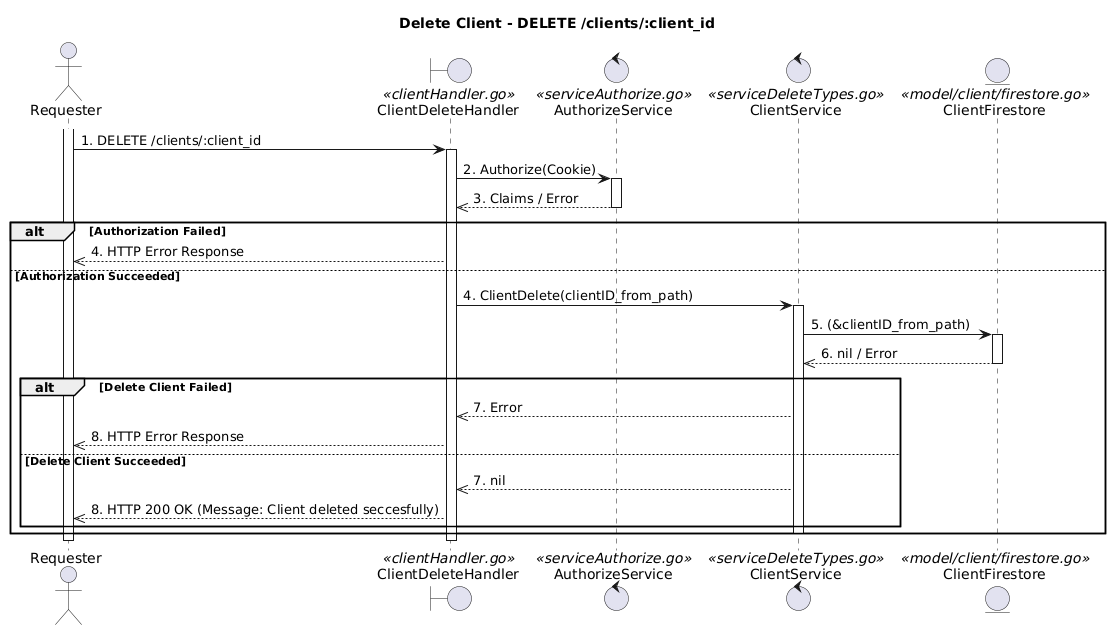 Delete Client - DELETE /clients/:client_id
Requester
«clientHandler.go»
ClientDeleteHandler
«serviceAuthorize.go»
AuthorizeService
«serviceDeleteTypes.go»
ClientService
«model/client/firestore.go»
ClientFirestore
1. DELETE /clients/:client_id
2. Authorize(Cookie)
3. Claims / Error
alt [Authorization Failed]
4. HTTP Error Response
[Authorization Succeeded]
4. ClientDelete(clientID_from_path)
5. (&clientID_from_path)
6. nil / Error
alt [Delete Client Failed]
7. Error
8. HTTP Error Response
[Delete Client Succeeded]
7. nil
8. HTTP 200 OK (Message: Client deleted seccesfully)
Requester
«clientHandler.go»
ClientDeleteHandler
«serviceAuthorize.go»
AuthorizeService
«serviceDeleteTypes.go»
ClientService
«model/client/firestore.go»
ClientFirestore